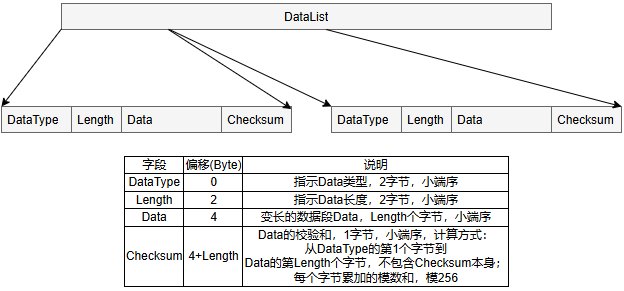 DataList
DataType Length Data Checksum DataType Length Data Checksum
字段 偏移(Byte) 说明
DataType 0 指示Data类型，2字节，小端序
Length 2 指示Data长度，2字节，小端序
Data 4 变长的数据段Data，Length个字节，小端序
Checksum 4+Length Data的校验和，1字节，小端序，计算方式：
从DataType的第1个字节到
Data的第Length个字节，不包含Checksum本身；
每个字节累加的模数和，模256